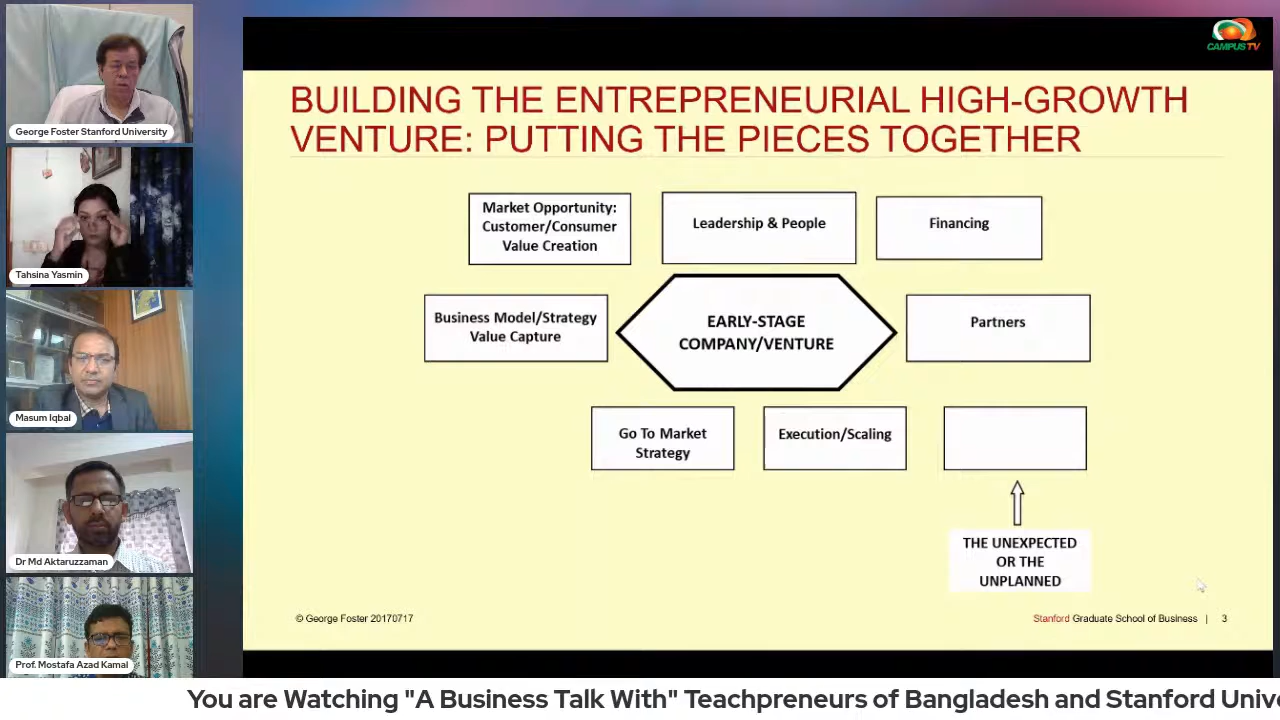 CAMPUS TV
BUILDING THE ENTREPRENEURIAL HIGH-GROWTH
VENTURE: PUTTING THE PIECES TOGETHER
Market Opportunity:
Customer/Consumer
Value Creation
Leadership & People
Financing
Business Model/Strategy
Value Capture
EARLY-STAGE
COMPANY/VENTURE
Partners
Go To Market
Strategy
Execution/Scaling
THE UNEXPECTED
OR THE
UNPLANNED
© George Foster 20170717
Stanford Graduate School of Business | 3
George Foster Stanford University
Tahsina Yasmin
Masum Iqbal
Dr Md Aktaruzzaman
Prof. Mostafa Azad Kamal
You are Watching "A Business Talk With" Teachpreneurs of Bangladesh and Stanford Unive